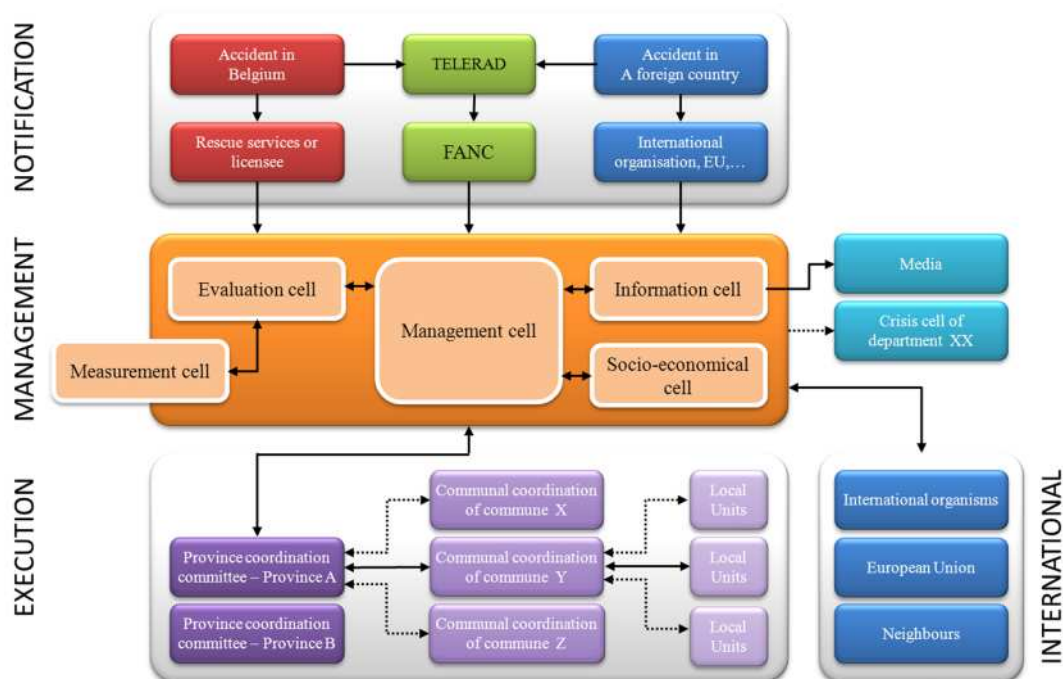 NOTIFICATION
Accident in
Belgium
TELERAD
Accident in
A foreign country
Rescue services or
licensee
FANC
International
organisation, EU,...
MANAGEMENT
Evaluation cell
Management cell
Information cell
Measurement cell
Socio-economical
cell
Media
Crisis cell of
department XX
EXECUTION
Communal coordination
of commune X
Local
Units
Province coordination
committee – Province A
Communal coordination
of commune Y
Local
Units
Province coordination
committee – Province B
Communal coordination
of commune Z
Local
Units
International organisms
European Union
Neighbours
INTERNATIONAL